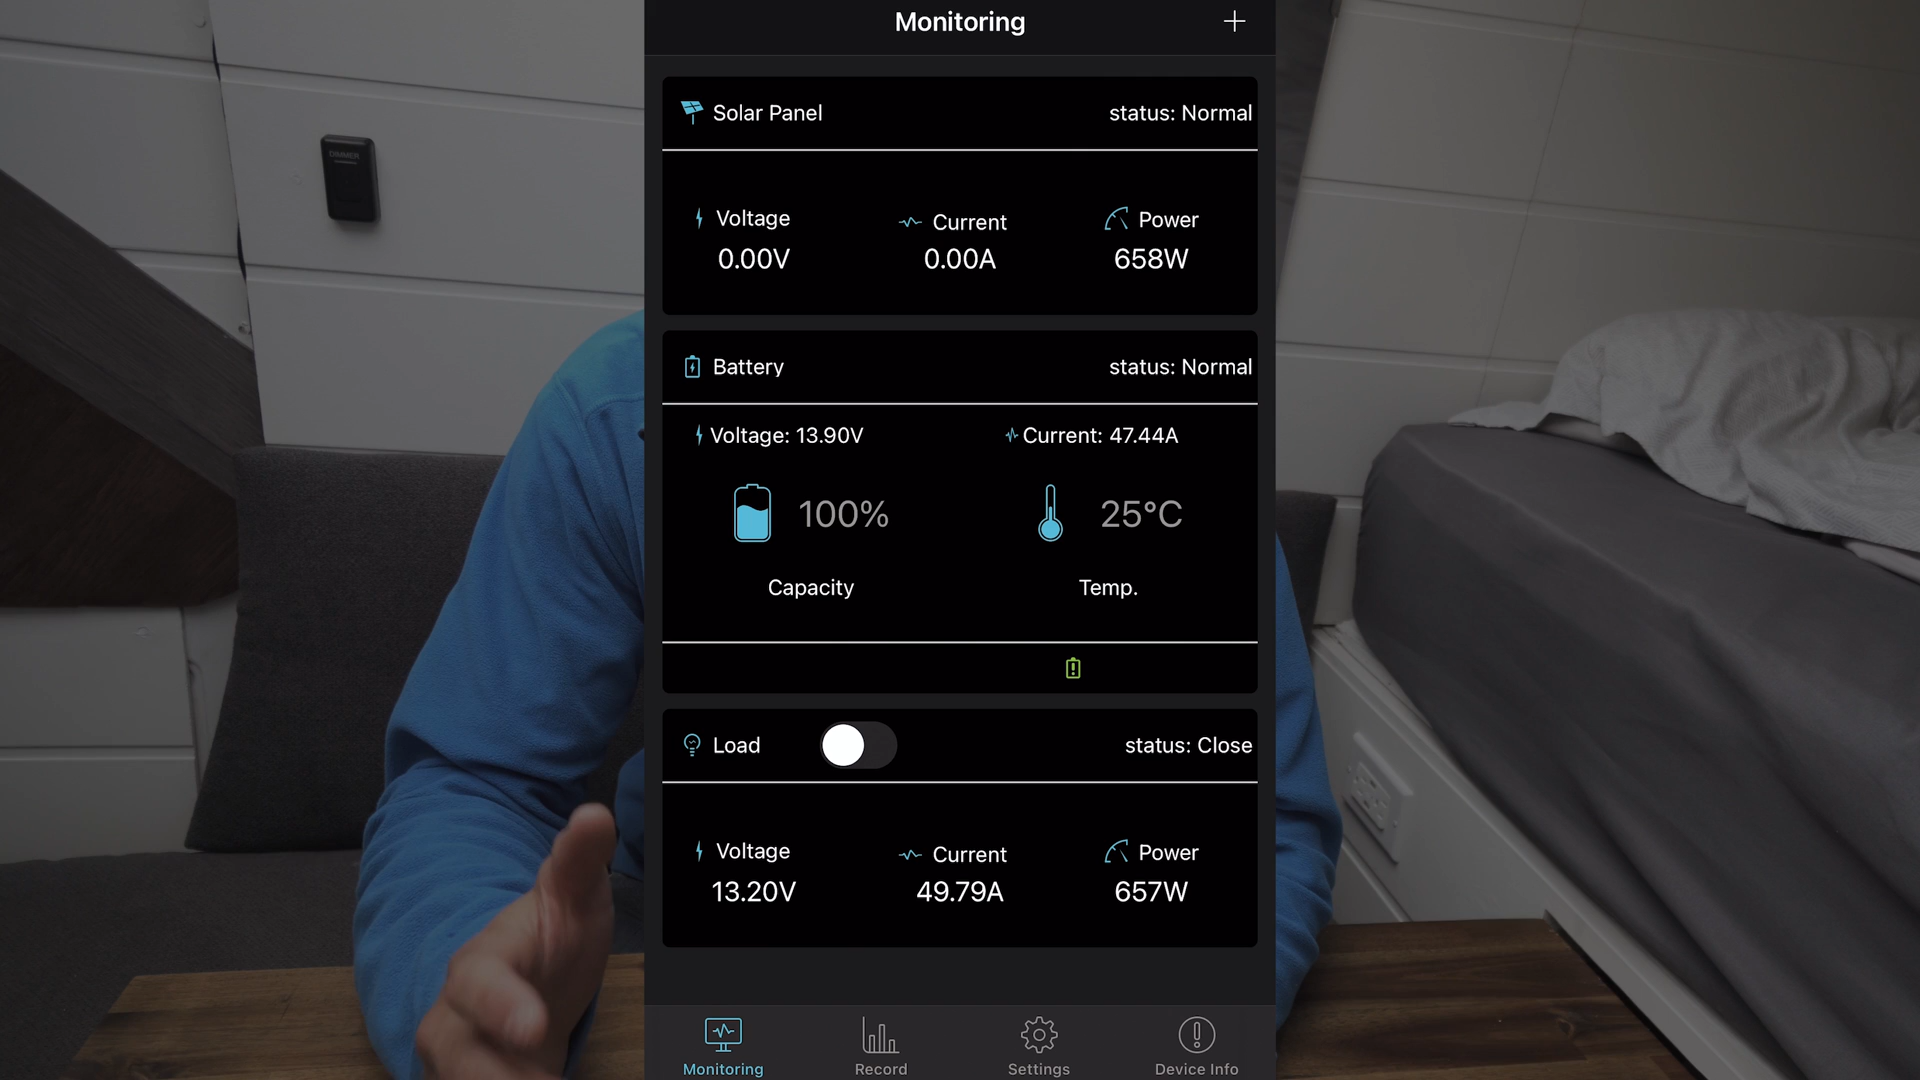 Monitoring
DIMMER
Solar Panel status: Normal
Voltage Current Power
0.00V 0.00A 658W
Battery status: Normal
Voltage: 13.90V Current: 47.44A
100% 25°C
Capacity Temp.
Load status: Close
Voltage Current Power
13.20V 49.79A 657W
Monitoring Record Settings Device Info